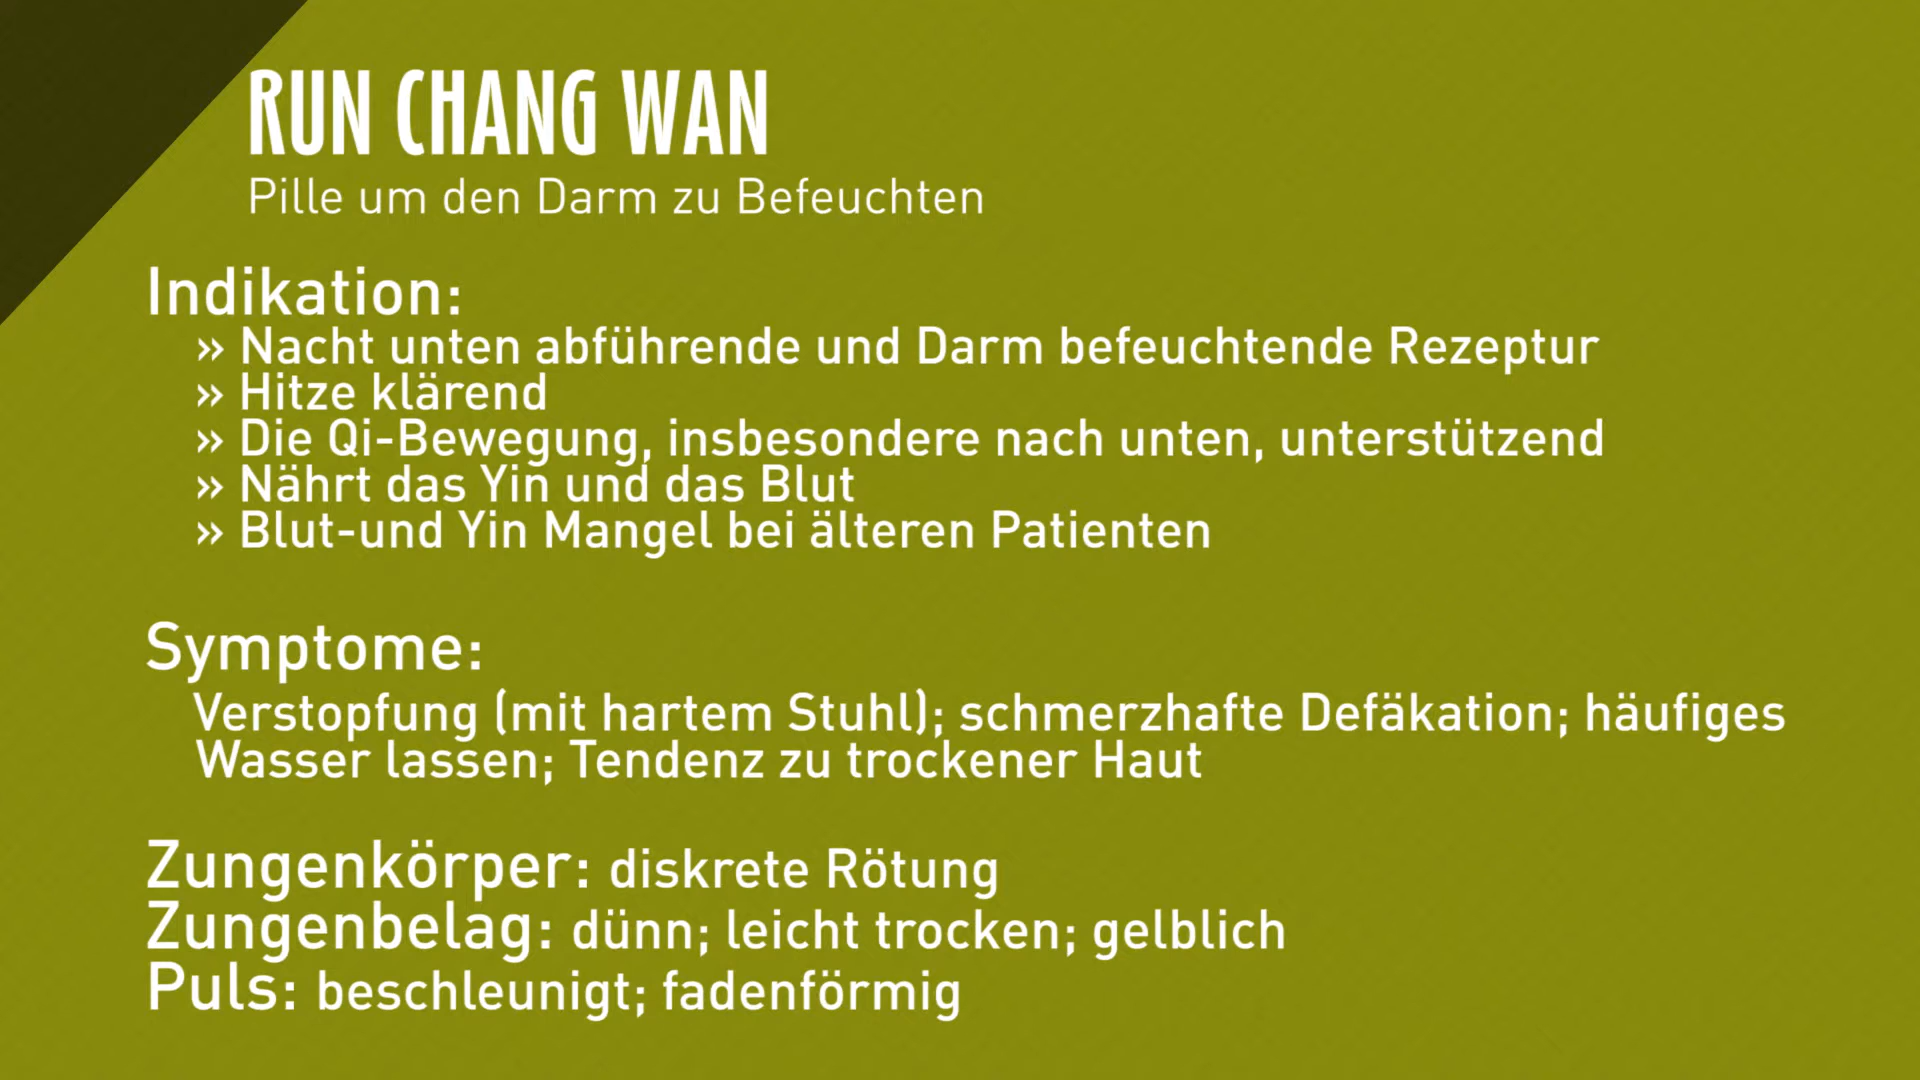 RUN CHANG WAN
Pille um den Darm zu Befeuchten
Indikation:
» Nacht unten abführende und Darm befeuchtende Rezeptur
» Hitze klärend
» Die Qi-Bewegung, insbesondere nach unten, unterstützend
» Nährt das Yin und das Blut
» Blut-und Yin Mangel bei älteren Patienten
Symptome:
Verstopfung (mit hartem Stuhl); schmerzhafte Defäkation; häufiges
Wasser lassen; Tendenz zu trockener Haut
Zungenkörper: diskrete Rötung
Zungenbelag: dünn; leicht trocken; gelblich
Puls: beschleunigt; fadenförmig